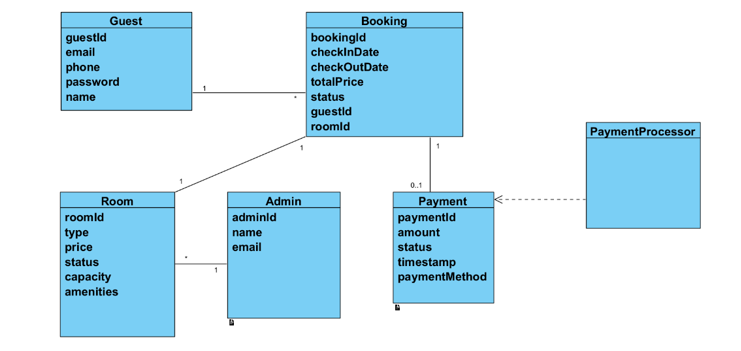 Guest
guestId
email
phone
password
name
1
*
Booking
bookingId
checkInDate
checkOutDate
totalPrice
status
guestId
roomId
1
1
1
0..1
PaymentProcessor
Room
roomId
type
price
status
capacity
amenities
*
1
Admin
adminId
name
email
Payment
paymentId
amount
status
timestamp
paymentMethod